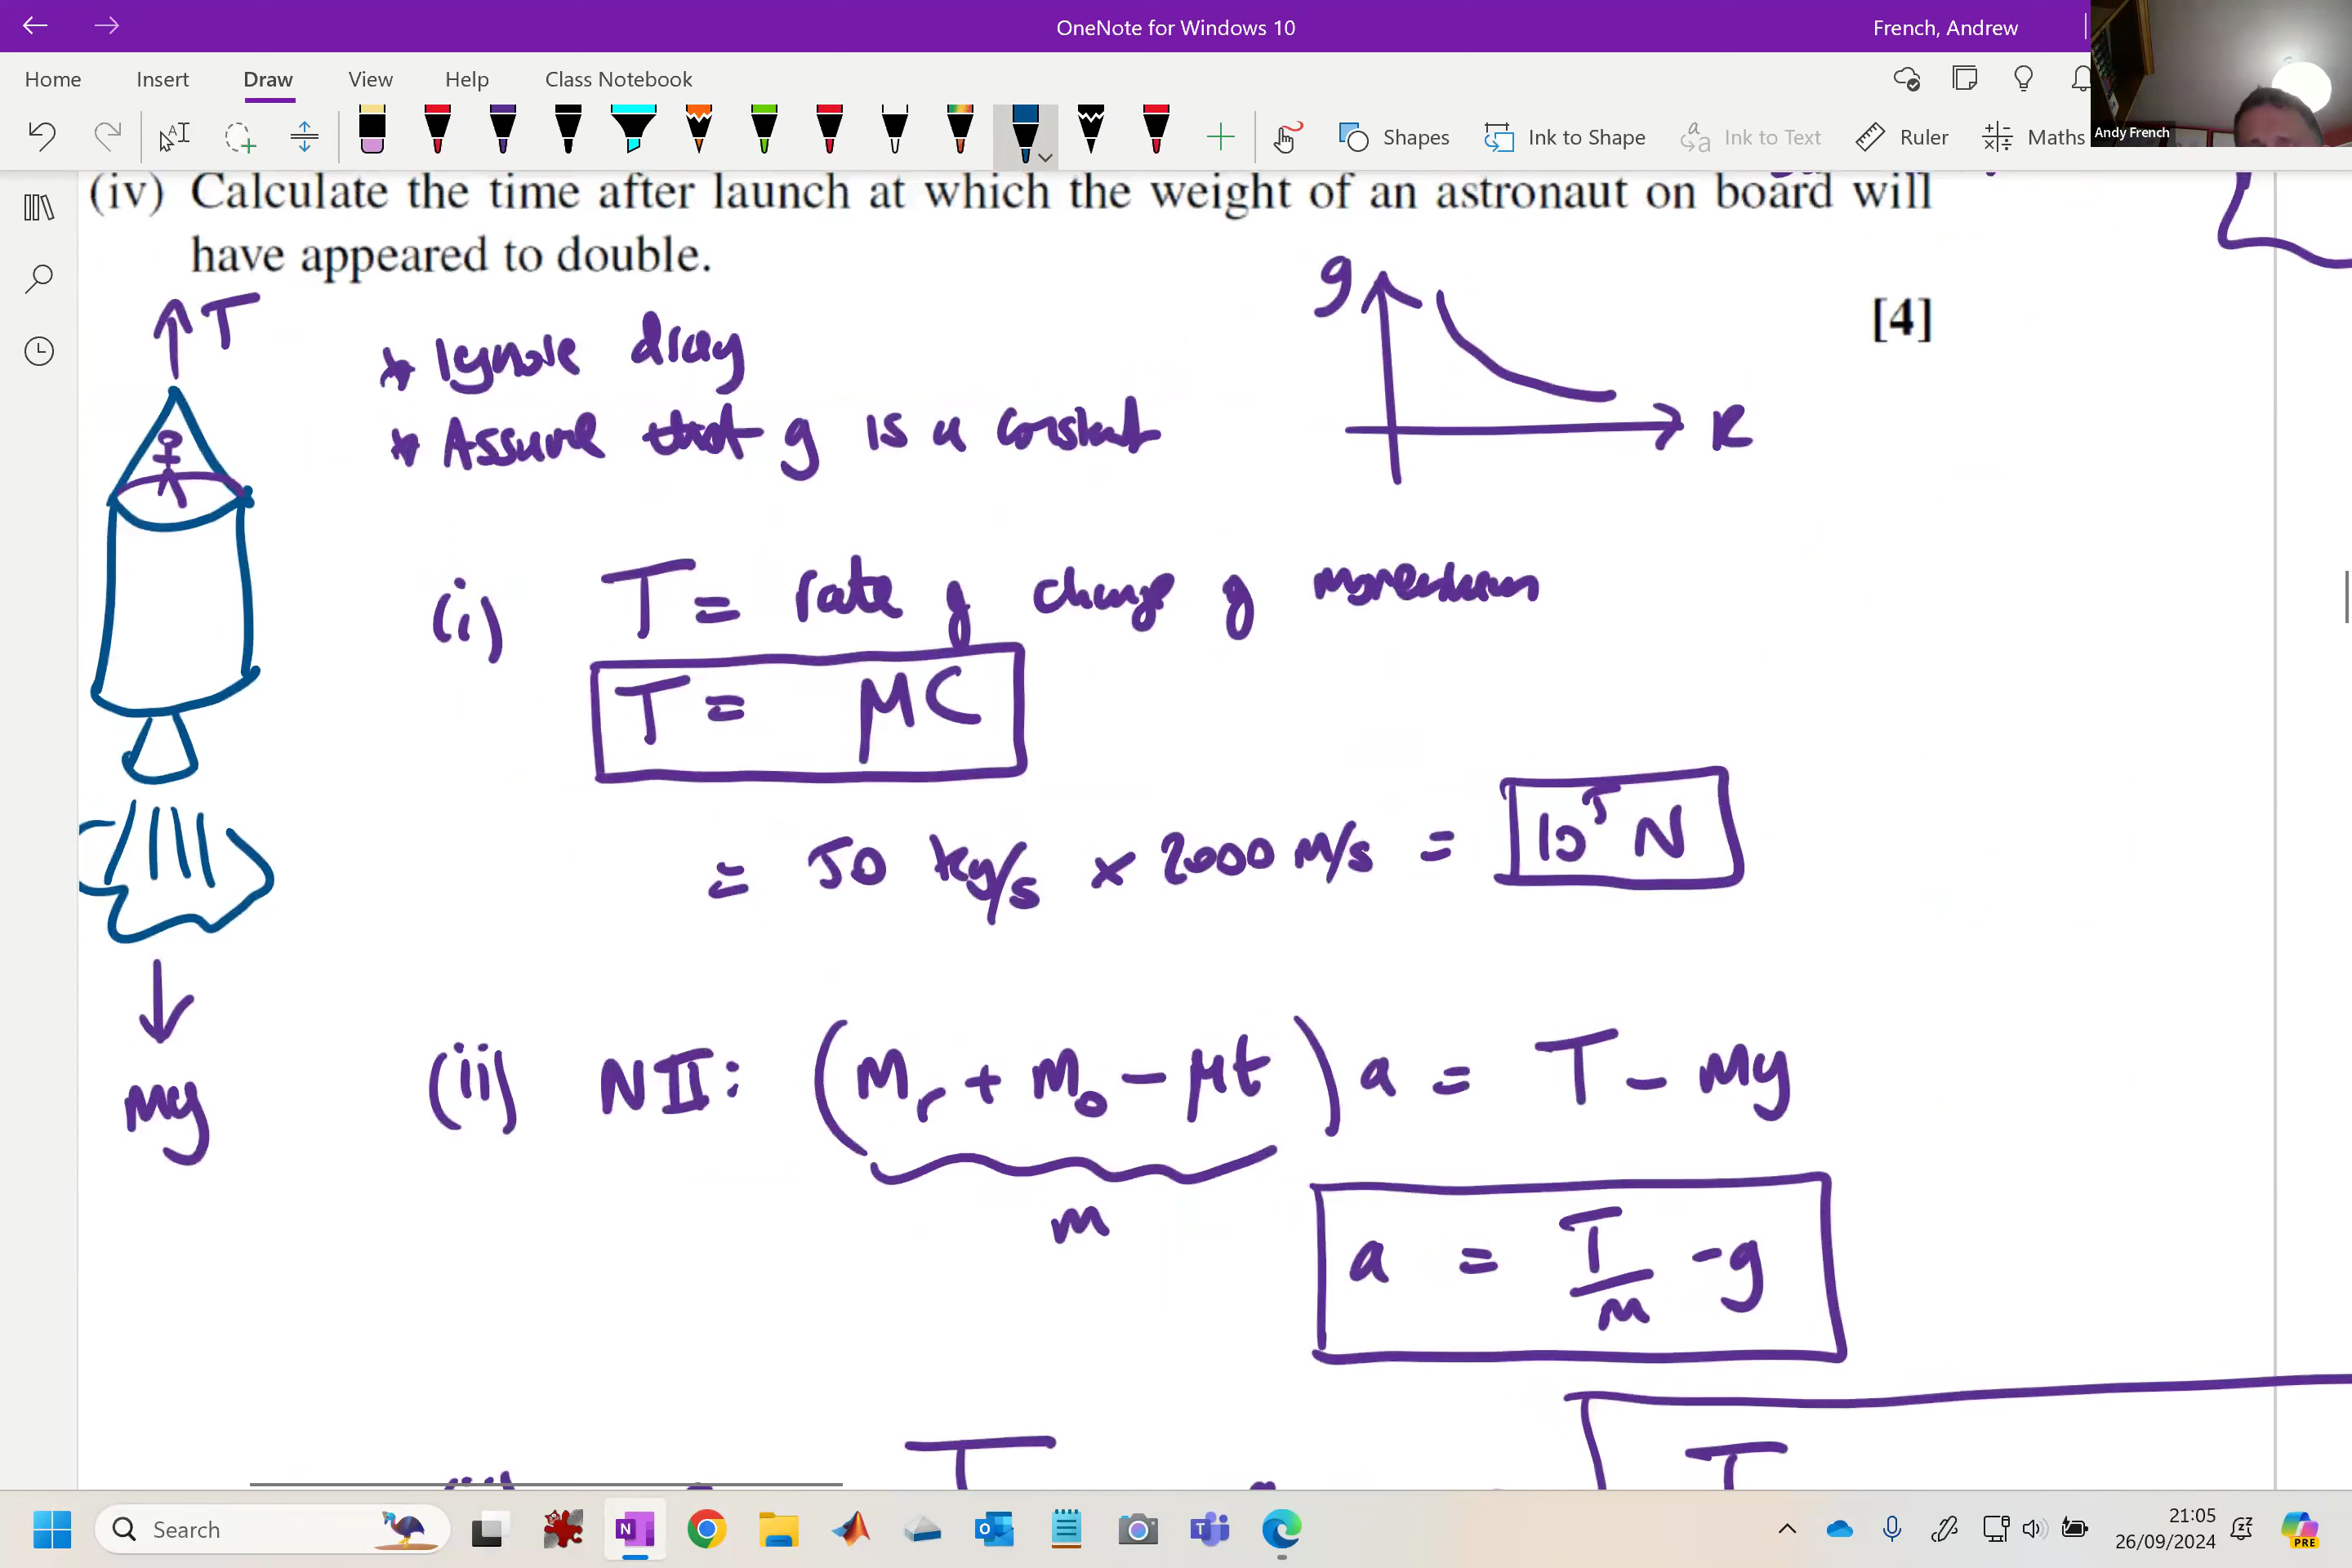 OneNote for Windows 10
French, Andrew
Home Insert Draw View Help Class Notebook
Shapes Ink to Shape Ink to Text Ruler Maths
Andy French
(iv) Calculate the time after launch at which the weight of an astronaut on board will
have appeared to double.
[4]
↑ T
g
R
* Ignore drag
* Assume that g is a constant
(i) T = rate of change of momentum
T = μC
= 50 kg/s × 2000 m/s = 10⁵ N
mg
(ii) NII: (Mr + M₀ − μt) a = T − mg
m
a = T/m − g
T
T
Search
21:05
26/09/2024
PRE